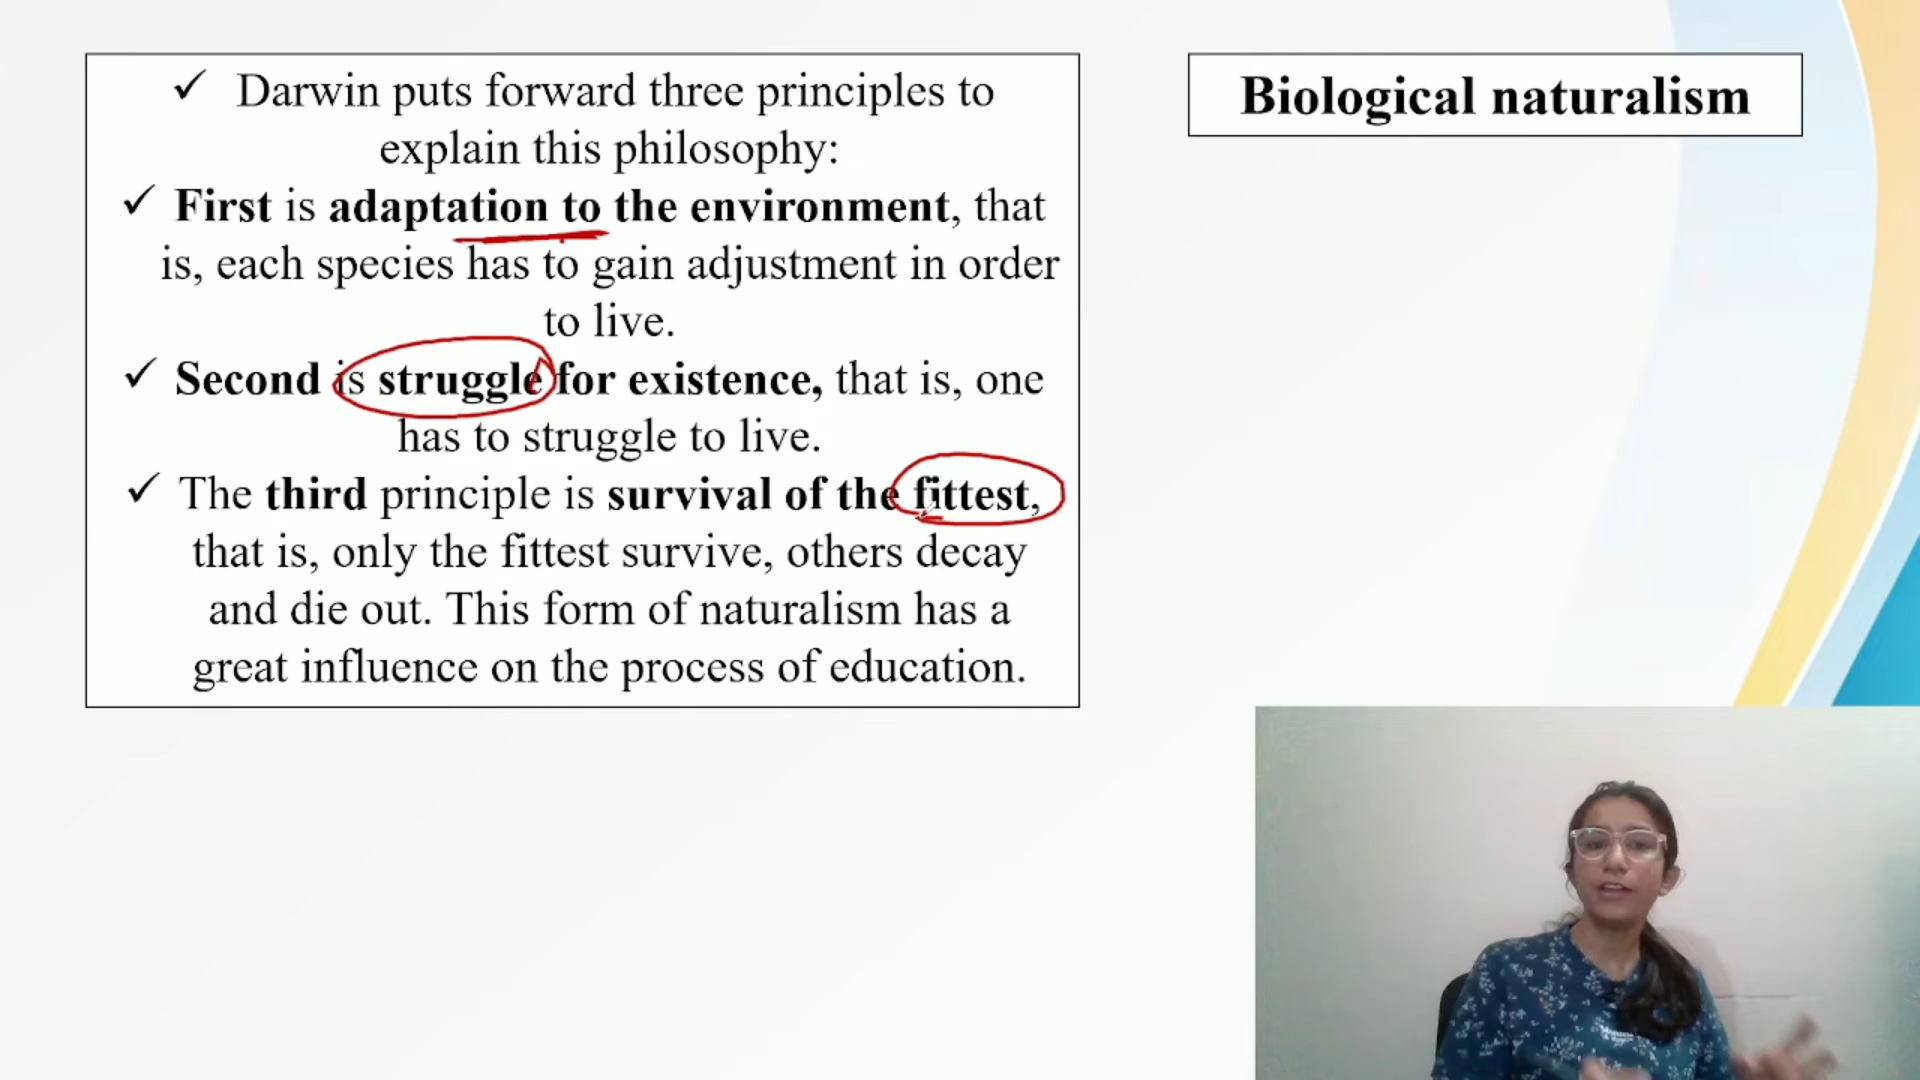 ✓ Darwin puts forward three principles to
explain this philosophy:
✓ First is adaptation to the environment, that
is, each species has to gain adjustment in order
to live.
✓ Second is struggle for existence, that is, one
has to struggle to live.
✓ The third principle is survival of the fittest,
that is, only the fittest survive, others decay
and die out. This form of naturalism has a
great influence on the process of education.
Biological naturalism